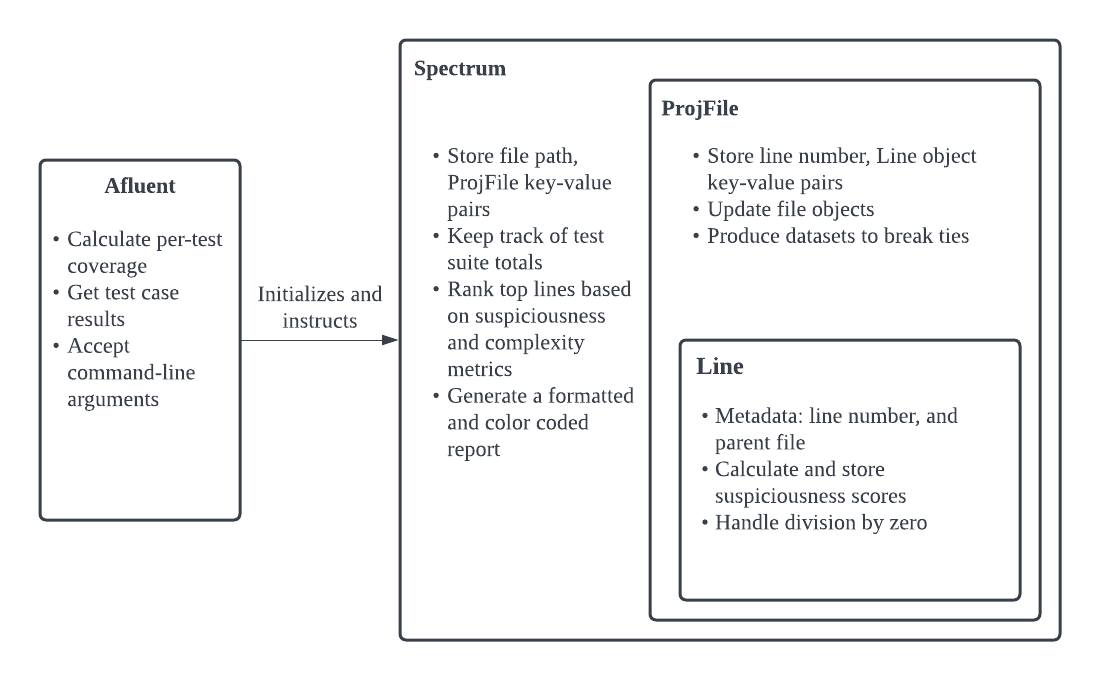 Afluent
• Calculate per-test
coverage
• Get test case
results
• Accept
command-line
arguments
Initializes and
instructs
Spectrum
• Store file path,
ProjFile key-value
pairs
• Keep track of test
suite totals
• Rank top lines based
on suspiciousness
and complexity
metrics
• Generate a formatted
and color coded
report
ProjFile
• Store line number, Line object
key-value pairs
• Update file objects
• Produce datasets to break ties
Line
• Metadata: line number, and
parent file
• Calculate and store
suspiciousness scores
• Handle division by zero